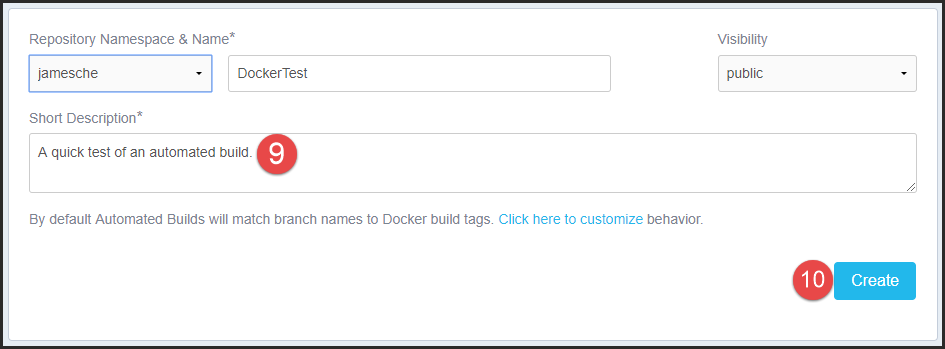 Repository Namespace & Name* Visibility
jamesche DockerTest public
Short Description*
A quick test of an automated build. 9
By default Automated Builds will match branch names to Docker build tags. Click here to customize behavior.
10 Create